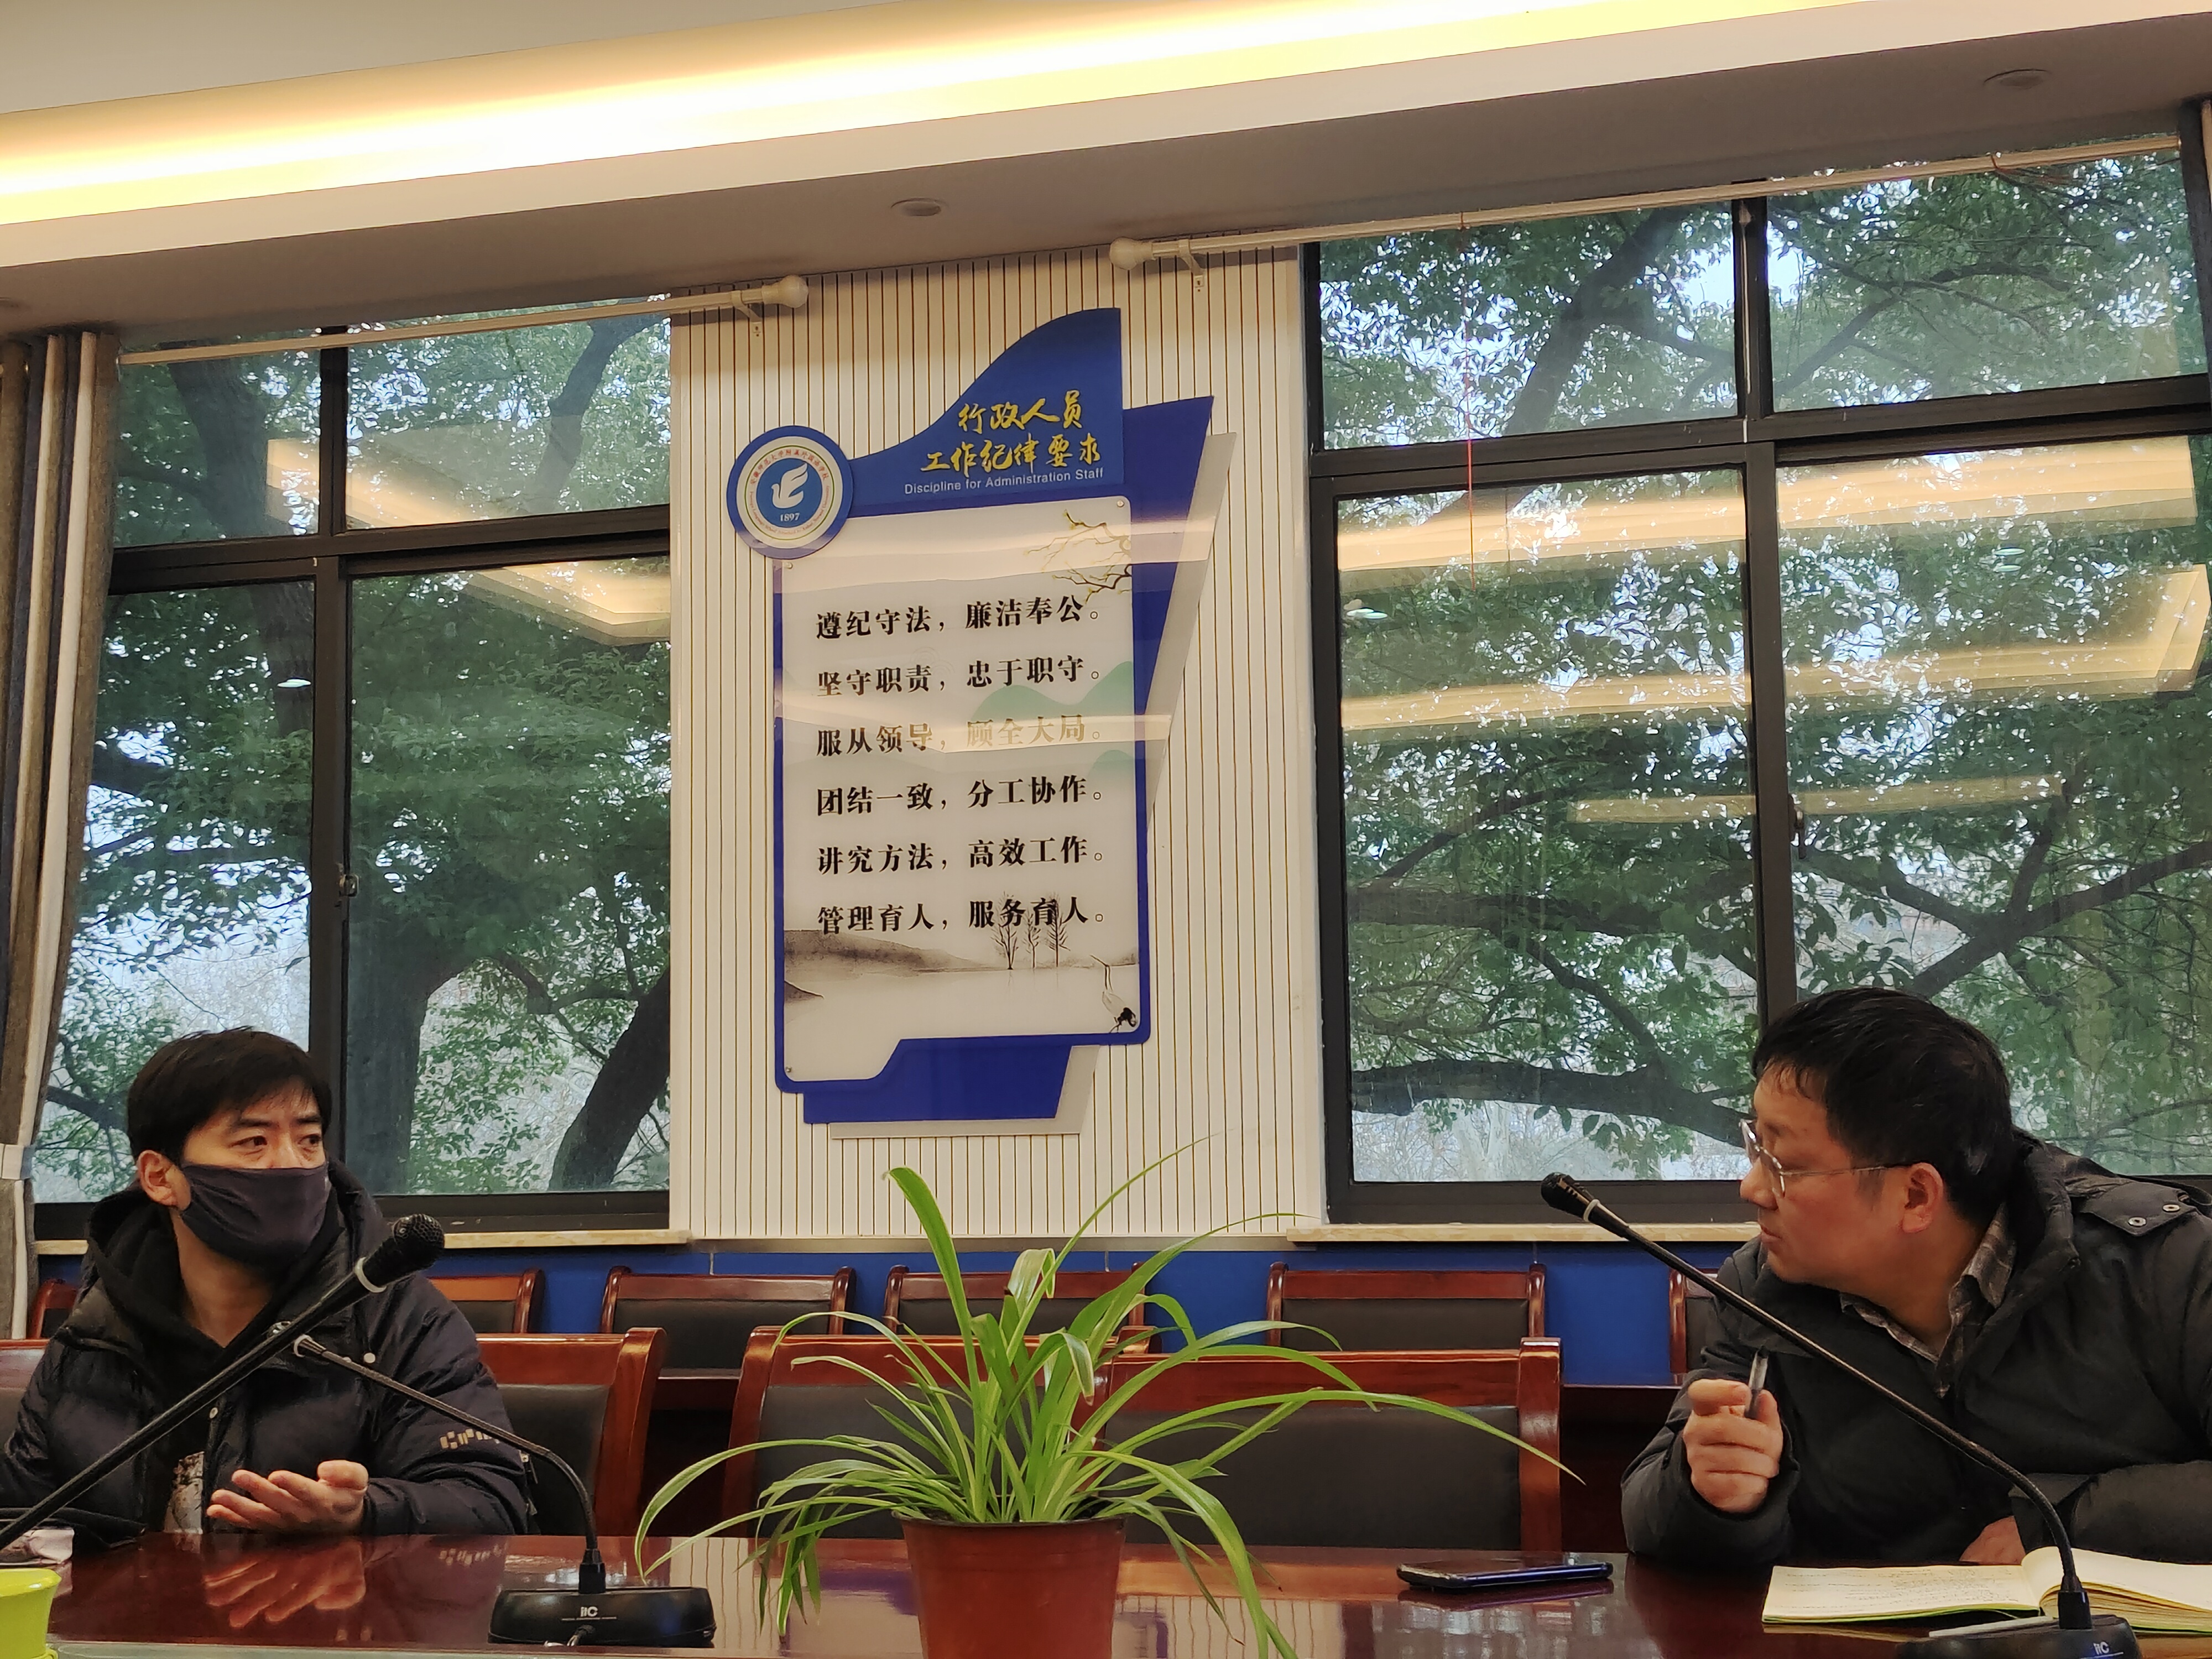 行政人员
工作纪律要求
Discipline for Administration Staff
1897
遵纪守法，廉洁奉公。
坚守职责，忠于职守。
服从领导，顾全大局。
团结一致，分工协作。
讲究方法，高效工作。
管理育人，服务育人。
itC
itC